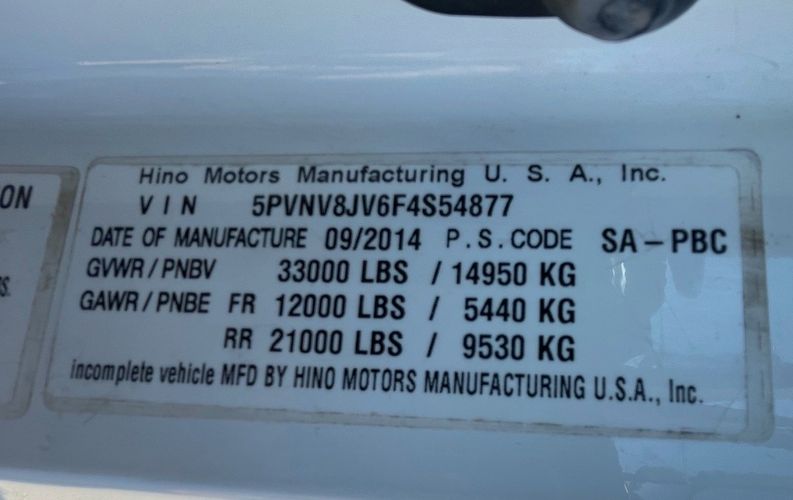 Hino Motors Manufacturing U. S. A., Inc.
VIN 5PVNV8JV6F4S54877
DATE OF MANUFACTURE 09/2014 P.S.CODE SA-PBC
GVWR/PNBV 33000 LBS / 14950 KG
GAWR/PNBE FR 12000 LBS / 5440 KG
RR 21000 LBS / 9530 KG
incomplete vehicle MFD BY HINO MOTORS MANUFACTURING U.S.A., Inc.
ON